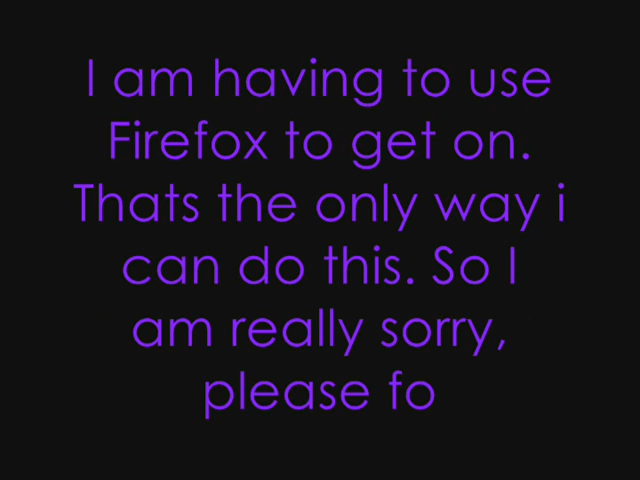 I am having to use
Firefox to get on.
Thats the only way i
can do this. So I
am really sorry,
please fo